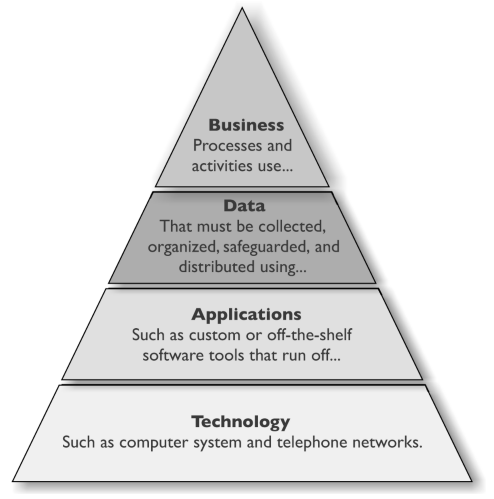 Business
Processes and
activities use...
Data
That must be collected,
organized, safeguarded, and
distributed using...
Applications
Such as custom or off-the-shelf
software tools that run off...
Technology
Such as computer system and telephone networks.